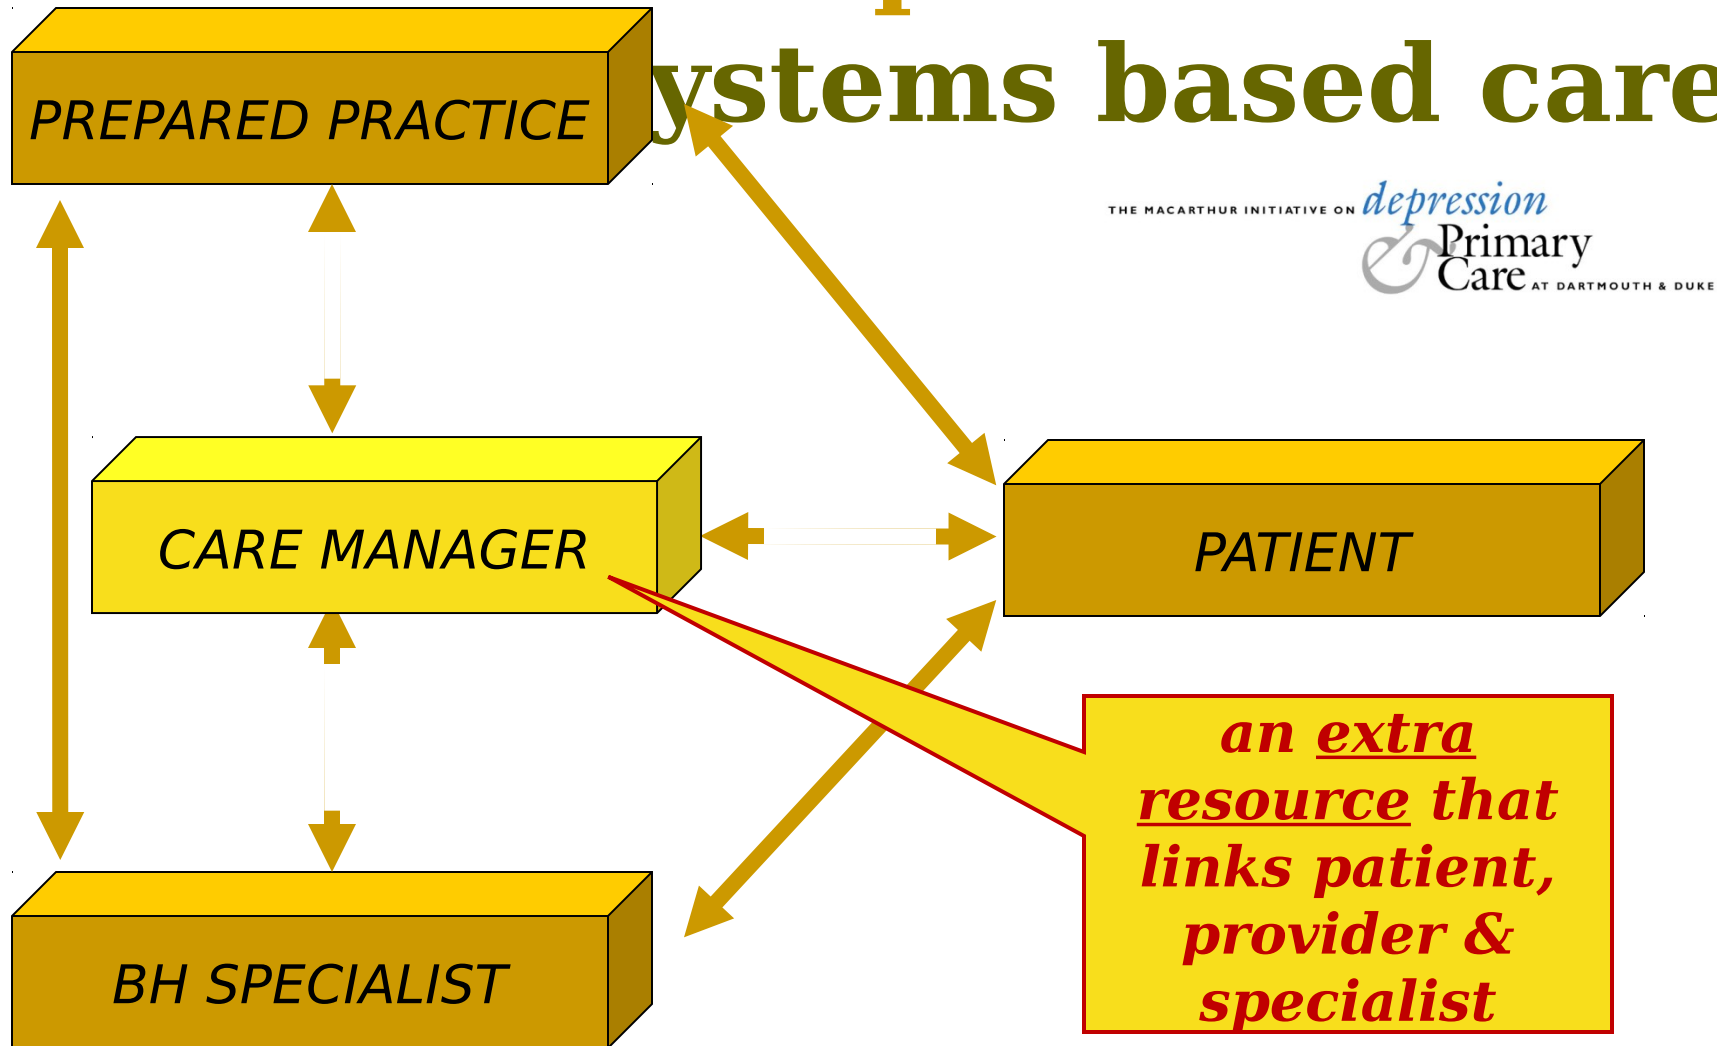 ystems based care
PREPARED PRACTICE
THE MACARTHUR INITIATIVE ON depression
& Primary
Care AT DARTMOUTH & DUKE
CARE MANAGER
PATIENT
an extra
resource that
links patient,
provider &
specialist
BH SPECIALIST